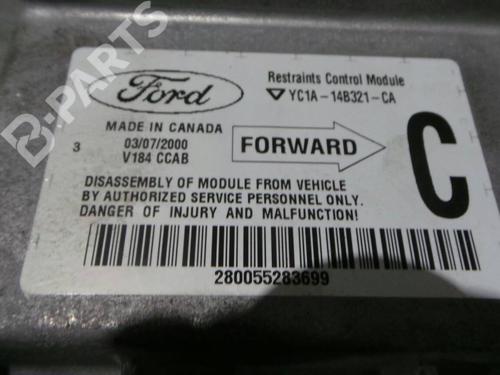 B-PARTS
Ford
Restraints Control Module
YC1A-14B321-CA
MADE IN CANADA
3
03/07/2000
V184 CCAB
FORWARD
C
DISASSEMBLY OF MODULE FROM VEHICLE
BY AUTHORIZED SERVICE PERSONNEL ONLY.
DANGER OF INJURY AND MALFUNCTION!
280055283699